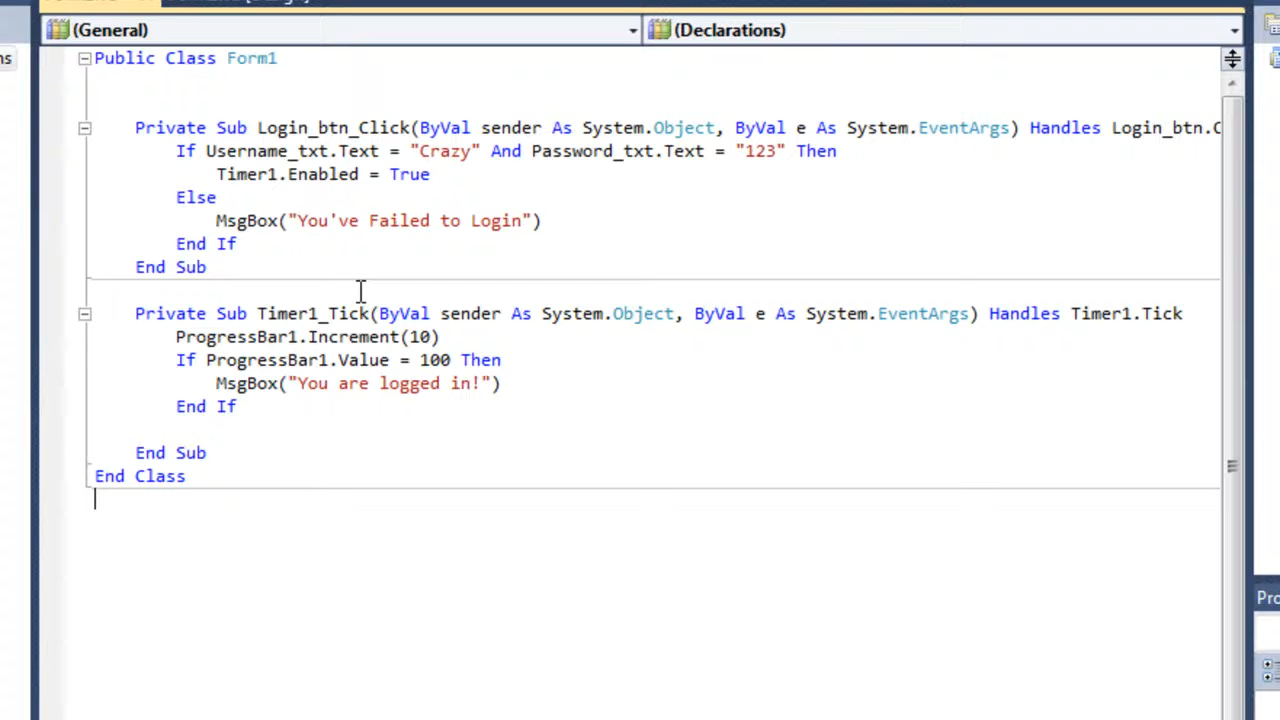 ns
(General)
(Declarations)
Public Class Form1
Private Sub Login_btn_Click(ByVal sender As System.Object, ByVal e As System.EventArgs) Handles Login_btn.C
If Username_txt.Text = "Crazy" And Password_txt.Text = "123" Then
Timer1.Enabled = True
Else
MsgBox("You've Failed to Login")
End If
End Sub
Private Sub Timer1_Tick(ByVal sender As System.Object, ByVal e As System.EventArgs) Handles Timer1.Tick
ProgressBar1.Increment(10)
If ProgressBar1.Value = 100 Then
MsgBox("You are logged in!")
End If
End Sub
End Class
Pro